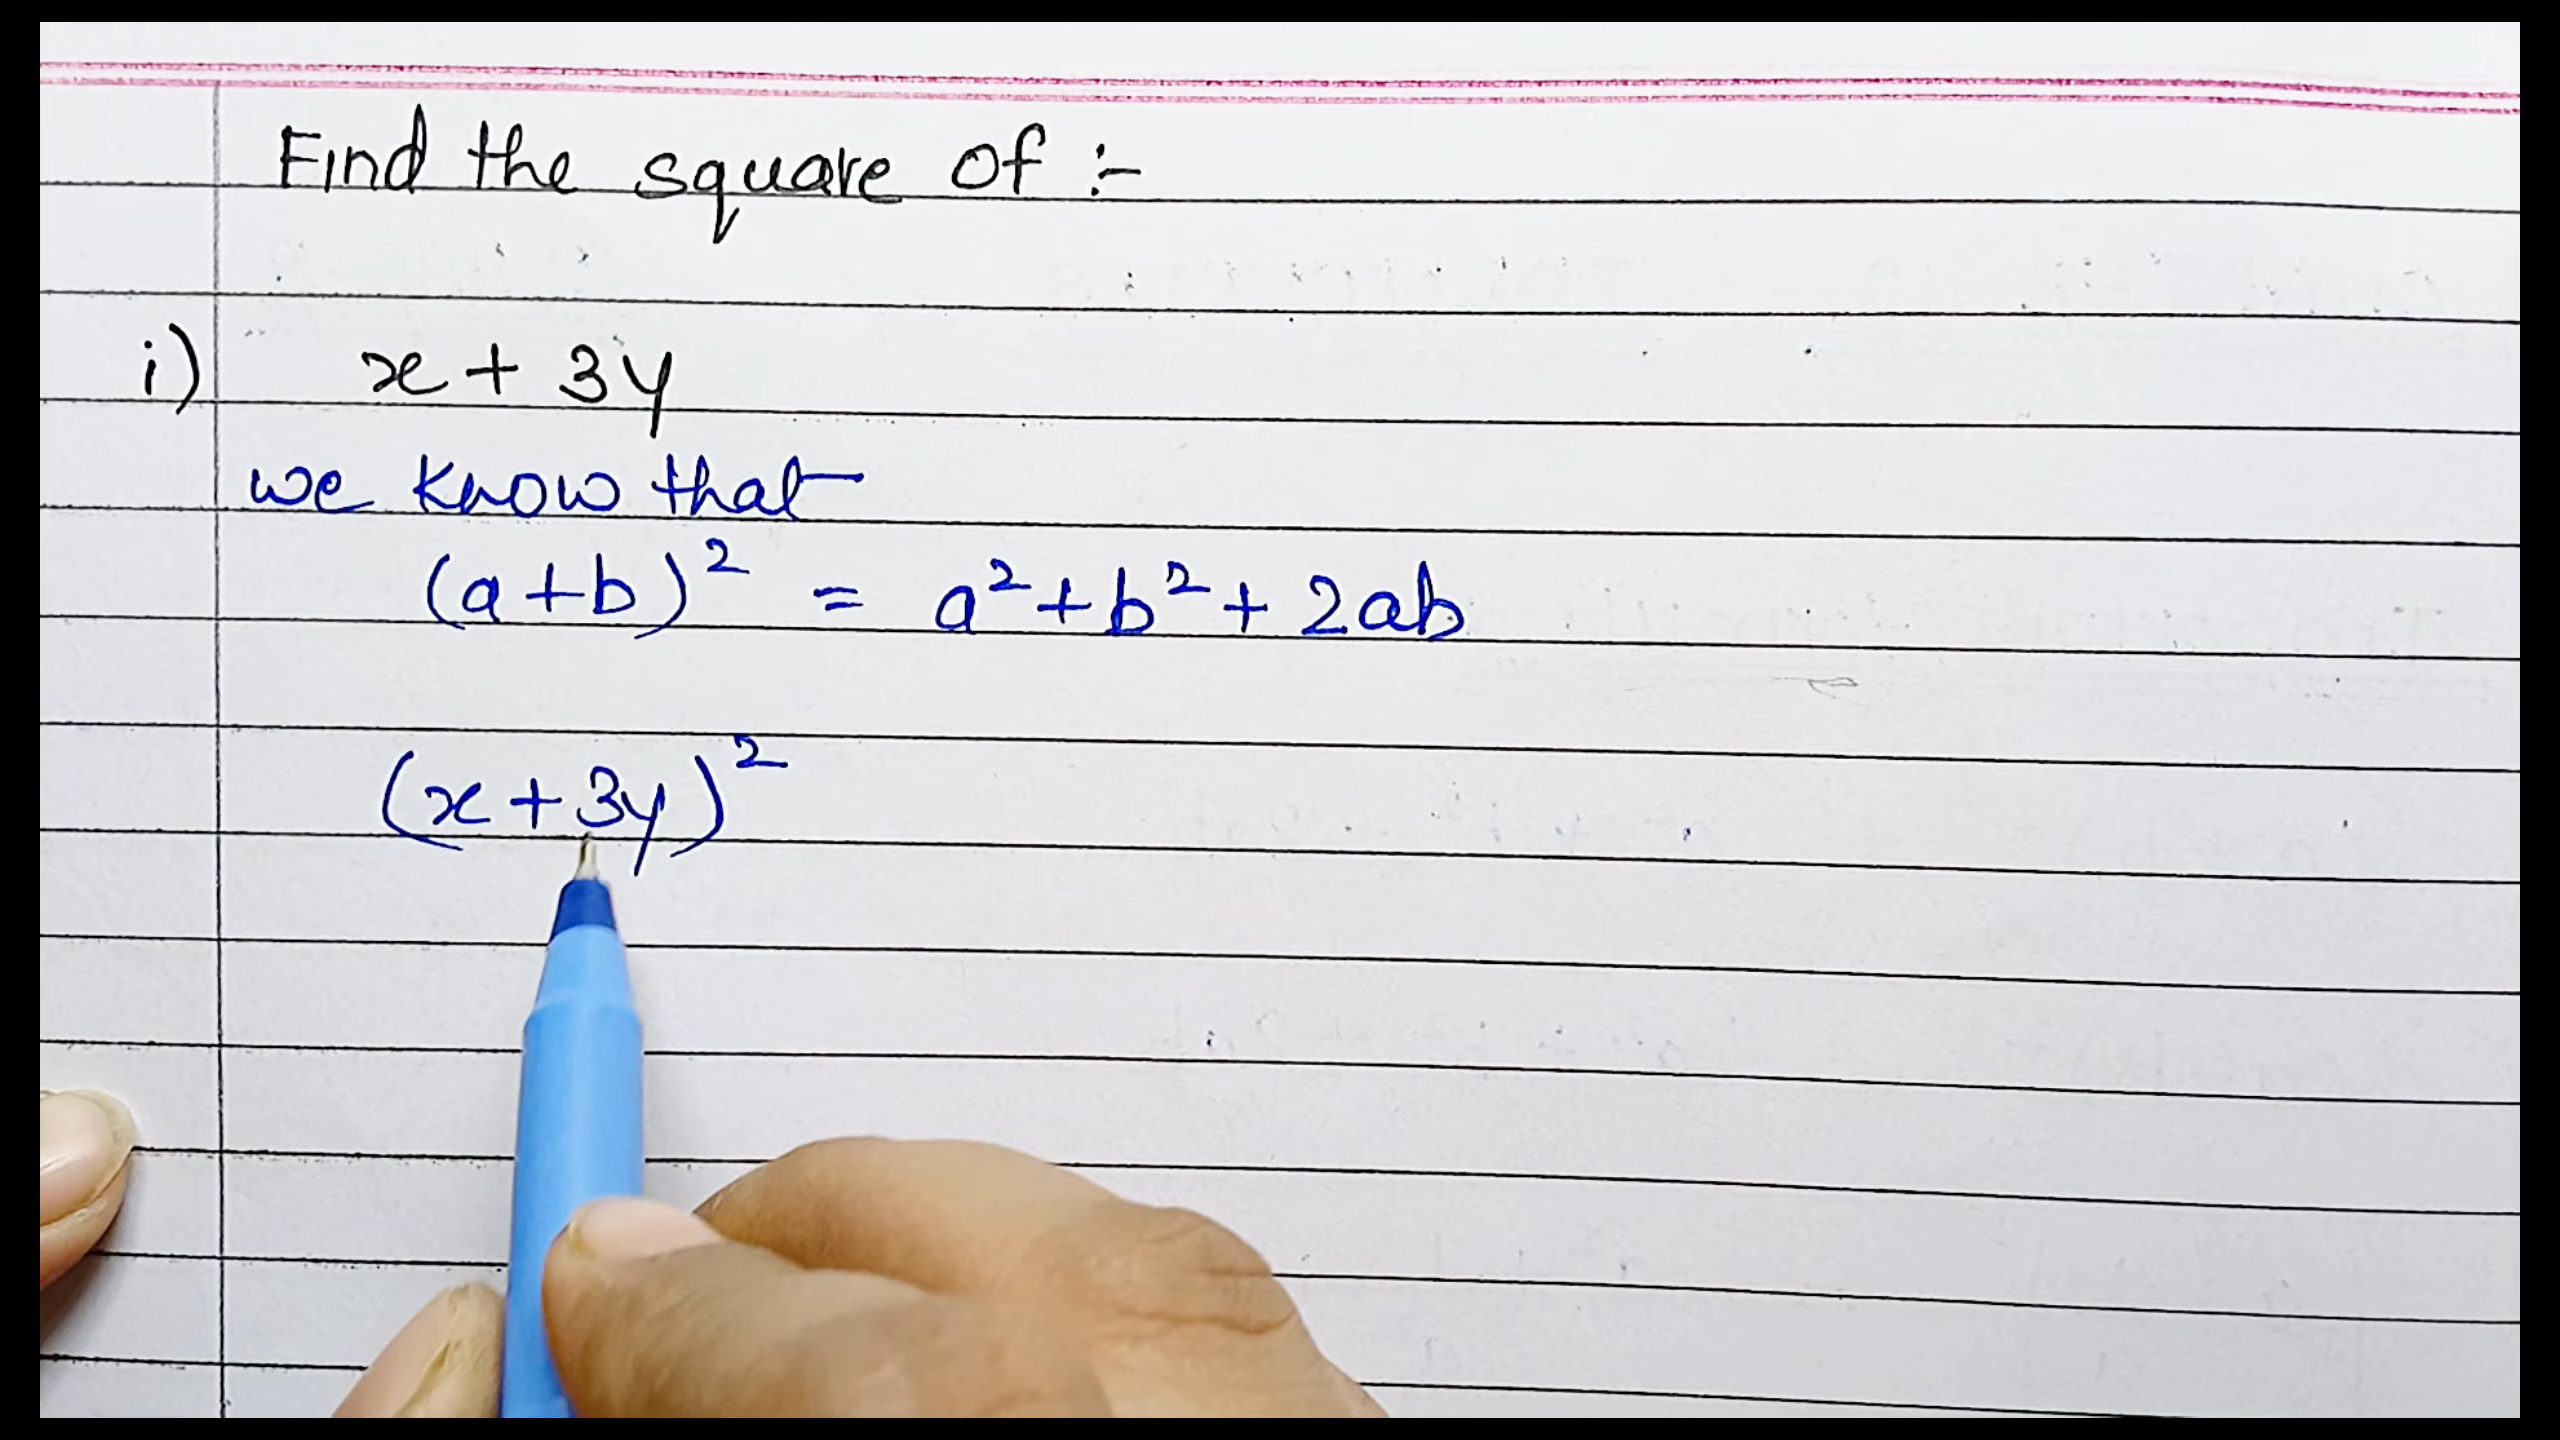 Find the square of :-
i) x + 3y
we know that
(a+b)² = a²+b²+2ab
(x+3y)²